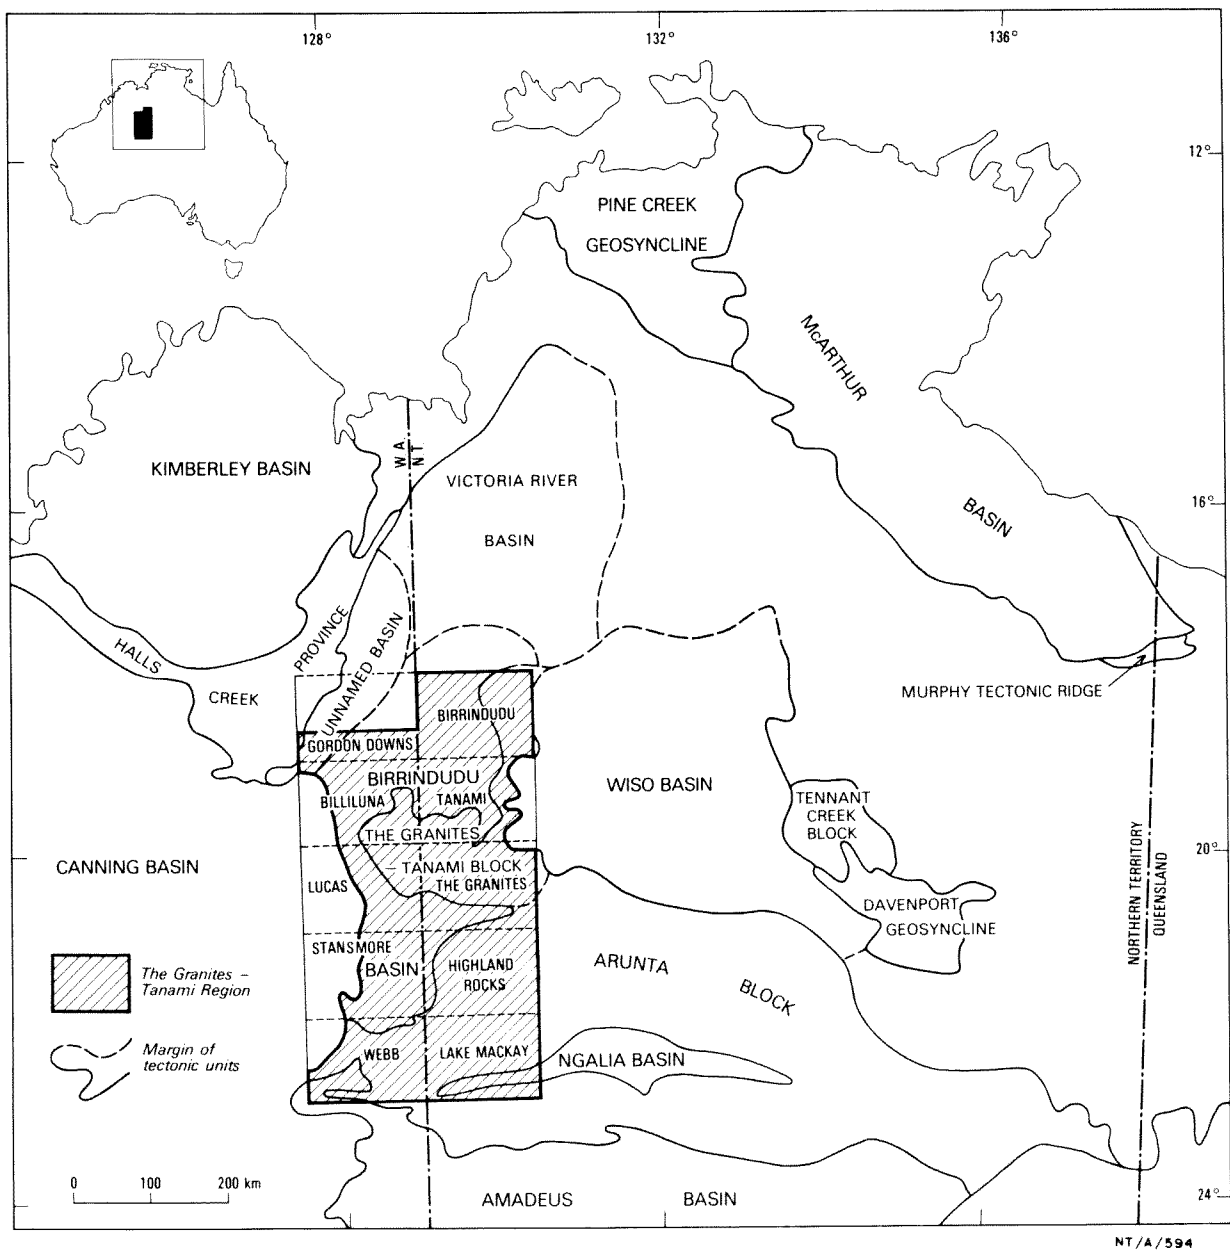 128°
132°
136°
12°
PINE CREEK
GEOSYNCLINE
McARTHUR
BASIN
W.A.
N.T.
KIMBERLEY BASIN
VICTORIA RIVER
BASIN
16°
HALLS
CREEK
PROVINCE
UNNAMED BASIN
MURPHY TECTONIC RIDGE
BIRRINDUDU
GORDON DOWNS
BIRRINDUDU
BILLILUNA
TANAMI
THE GRANITES
– TANAMI BLOCK
THE GRANITES
WISO BASIN
TENNANT
CREEK
BLOCK
20°
CANNING BASIN
LUCAS
DAVENPORT
GEOSYNCLINE
NORTHERN TERRITORY
QUEENSLAND
STANSMORE
BASIN
HIGHLAND
ROCKS
ARUNTA
BLOCK
The Granites –
Tanami Region
Margin of
tectonic units
WEBB
LAKE MACKAY
NGALIA BASIN
0 100 200 km
AMADEUS BASIN
24°
NT/A/594